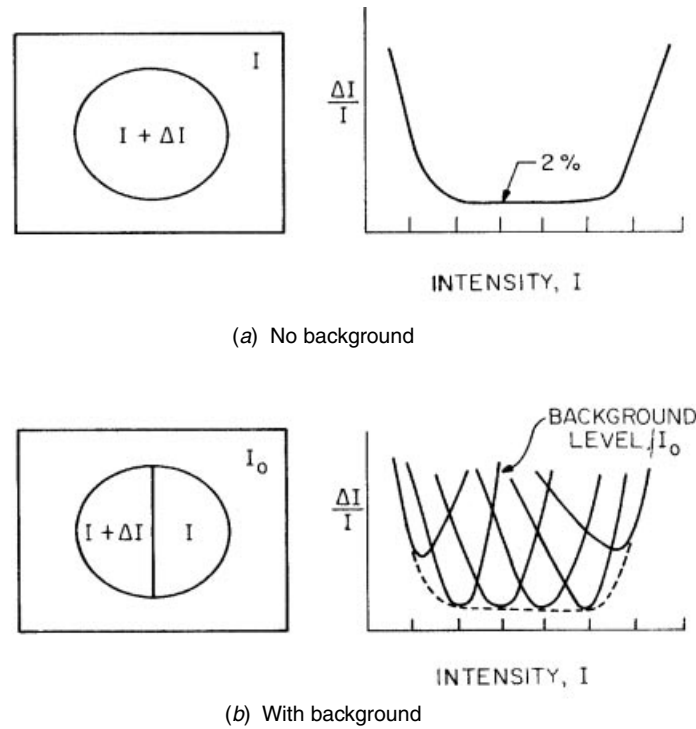 I
I + ΔI
ΔI
I
2 %
INTENSITY, I
(a) No background
I₀
I + ΔI
I
BACKGROUND
LEVEL, I₀
ΔI
I
INTENSITY, I
(b) With background